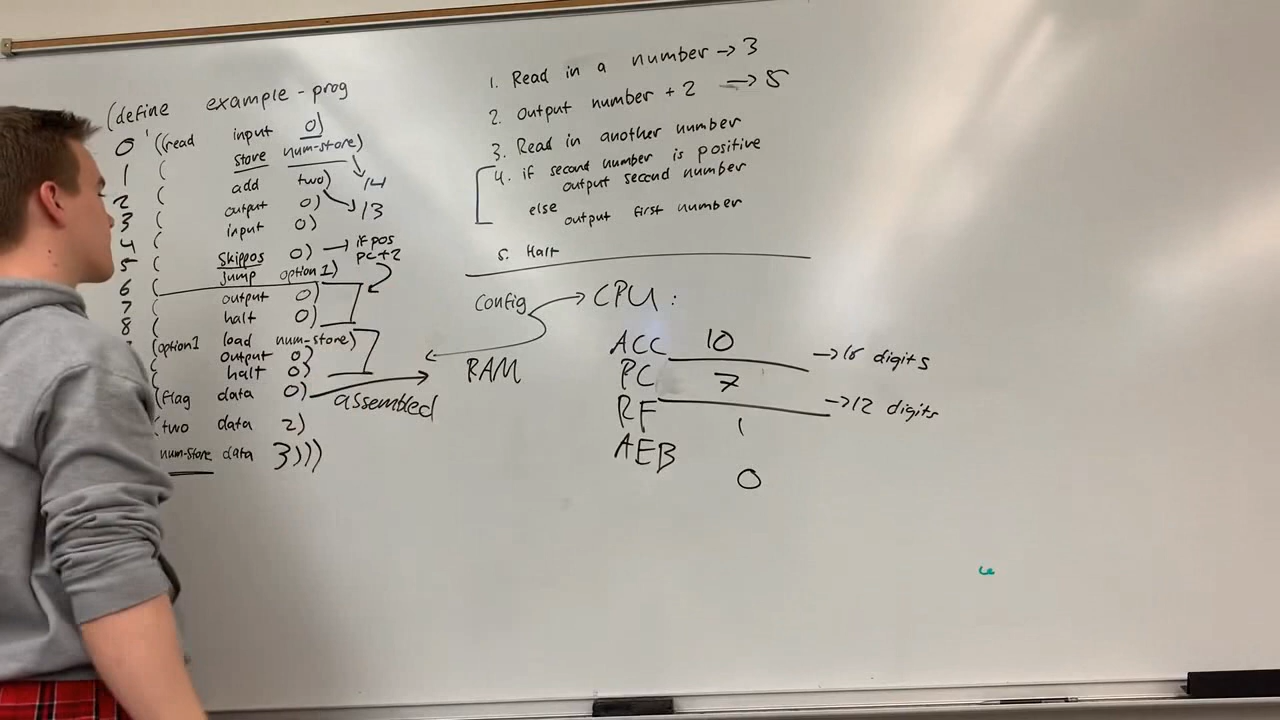 (define example-prog
0 '((read input 0)
1 ( store num-store) → 14
2 ( add two) → 13
3 ( output 0)
4 ( input 0)
5 ( skippos 0) → if pos pc+2
6 ( jump option1)
7 ( output 0)
8 ( halt 0)
(option1 load num-store)
( output 0)
( halt 0)
(flag data 0)
(two data 2)
num-store data 3)))
assembled
1. Read in a number → 3
2. output number + 2 → 5
3. Read in another number
4. if second number is positive
output second number
else
output first number
5. Halt
Config
CPU:
RAM
ACC 10 → 16 digits
PC 7 → 12 digits
RF 1
AEB 0